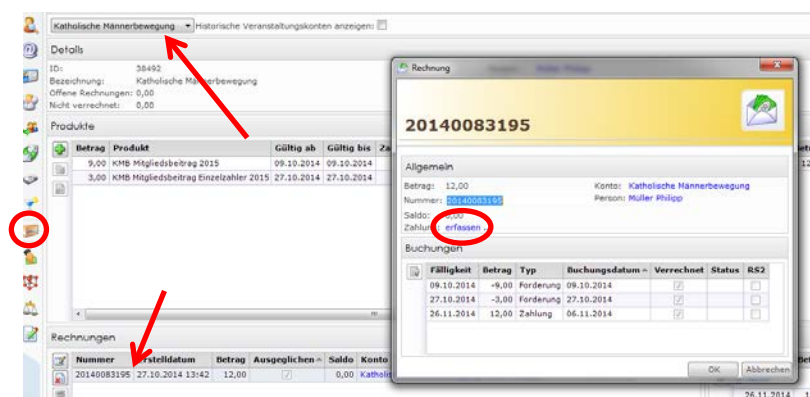 Katholische Männerbewegung
Historische Veranstaltungskonten anzeigen:
Details
ID: 38492
Bezeichnung: Katholische Männerbewegung
Offene Rechnungen: 0,00
Nicht verrechnet: 0,00
Produkte
Betrag Produkt Gültig ab Gültig bis
9,00 KMB Mitgliedsbeitrag 2015 09.10.2014 09.10.2014
3,00 KMB Mitgliedsbeitrag Einzelzahler 2015 27.10.2014 27.10.2014
Rechnungen
Nummer Erstelldatum Betrag Ausgeglichen Saldo Konto
20140083195 27.10.2014 13:42 12,00 0,00
Rechnung
20140083195
Allgemein
Betrag: 12,00 Konto: Katholische Männerbewegung
Nummer: 20140083195 Person: Müller Philipp
Saldo: 0,00
Zahlung: erfassen ..
Buchungen
Fälligkeit Betrag Typ Buchungsdatum Verrechnet Status RS2
09.10.2014 -9,00 Forderung 09.10.2014
27.10.2014 -3,00 Forderung 27.10.2014
26.11.2014 12,00 Zahlung 06.11.2014
OK Abbrechen
26.11.2014